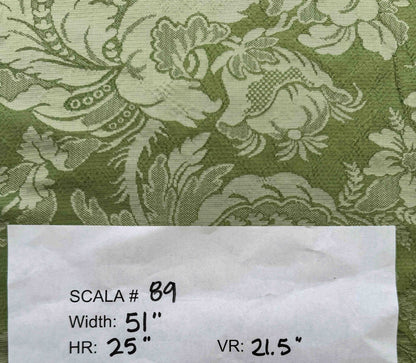 SCALA # 89
Width: 51"
HR: 25" VR: 21.5"